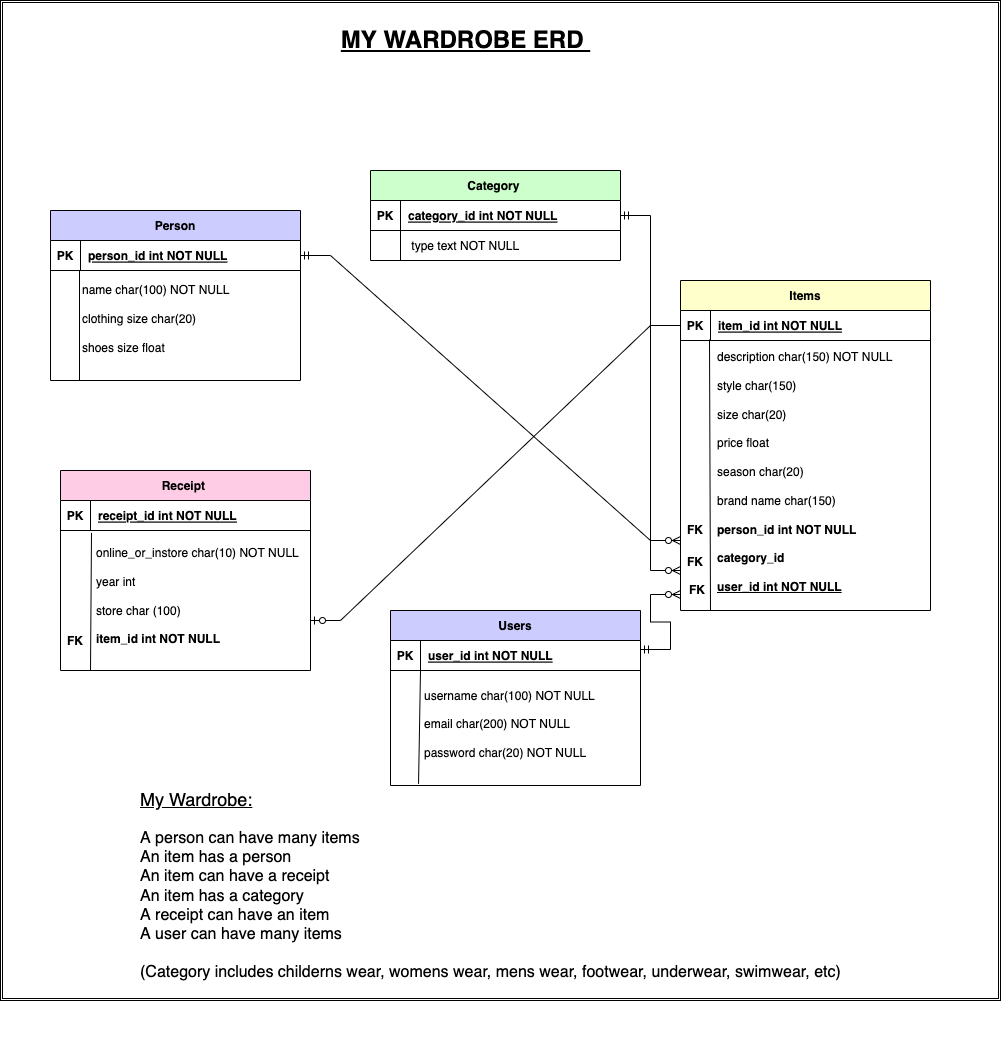 MY WARDROBE ERD
Category
PK category_id int NOT NULL
type text NOT NULL
Person
PK person_id int NOT NULL
name char(100) NOT NULL
clothing size char(20)
shoes size float
Items
PK item_id int NOT NULL
description char(150) NOT NULL
style char(150)
size char(20)
price float
season char(20)
brand name char(150)
FK person_id int NOT NULL
FK category_id
FK user_id int NOT NULL
Receipt
PK receipt_id int NOT NULL
online_or_instore char(10) NOT NULL
year int
store char (100)
FK item_id int NOT NULL
Users
PK user_id int NOT NULL
username char(100) NOT NULL
email char(200) NOT NULL
password char(20) NOT NULL
My Wardrobe:
A person can have many items
An item has a person
An item can have a receipt
An item has a category
A receipt can have an item
A user can have many items
(Category includes childerns wear, womens wear, mens wear, footwear, underwear, swimwear, etc)